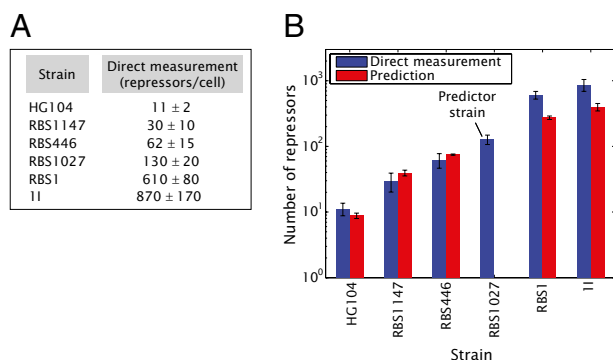 A
Strain Direct measurement
(repressors/cell)
HG104 11 ± 2
RBS1147 30 ± 10
RBS446 62 ± 15
RBS1027 130 ± 20
RBS1 610 ± 80
1I 870 ± 170
B
Direct measurement
Prediction
Predictor
strain
Number of repressors
10³
10²
10¹
10⁰
HG104
RBS1147
RBS446
RBS1027
RBS1
1I
Strain